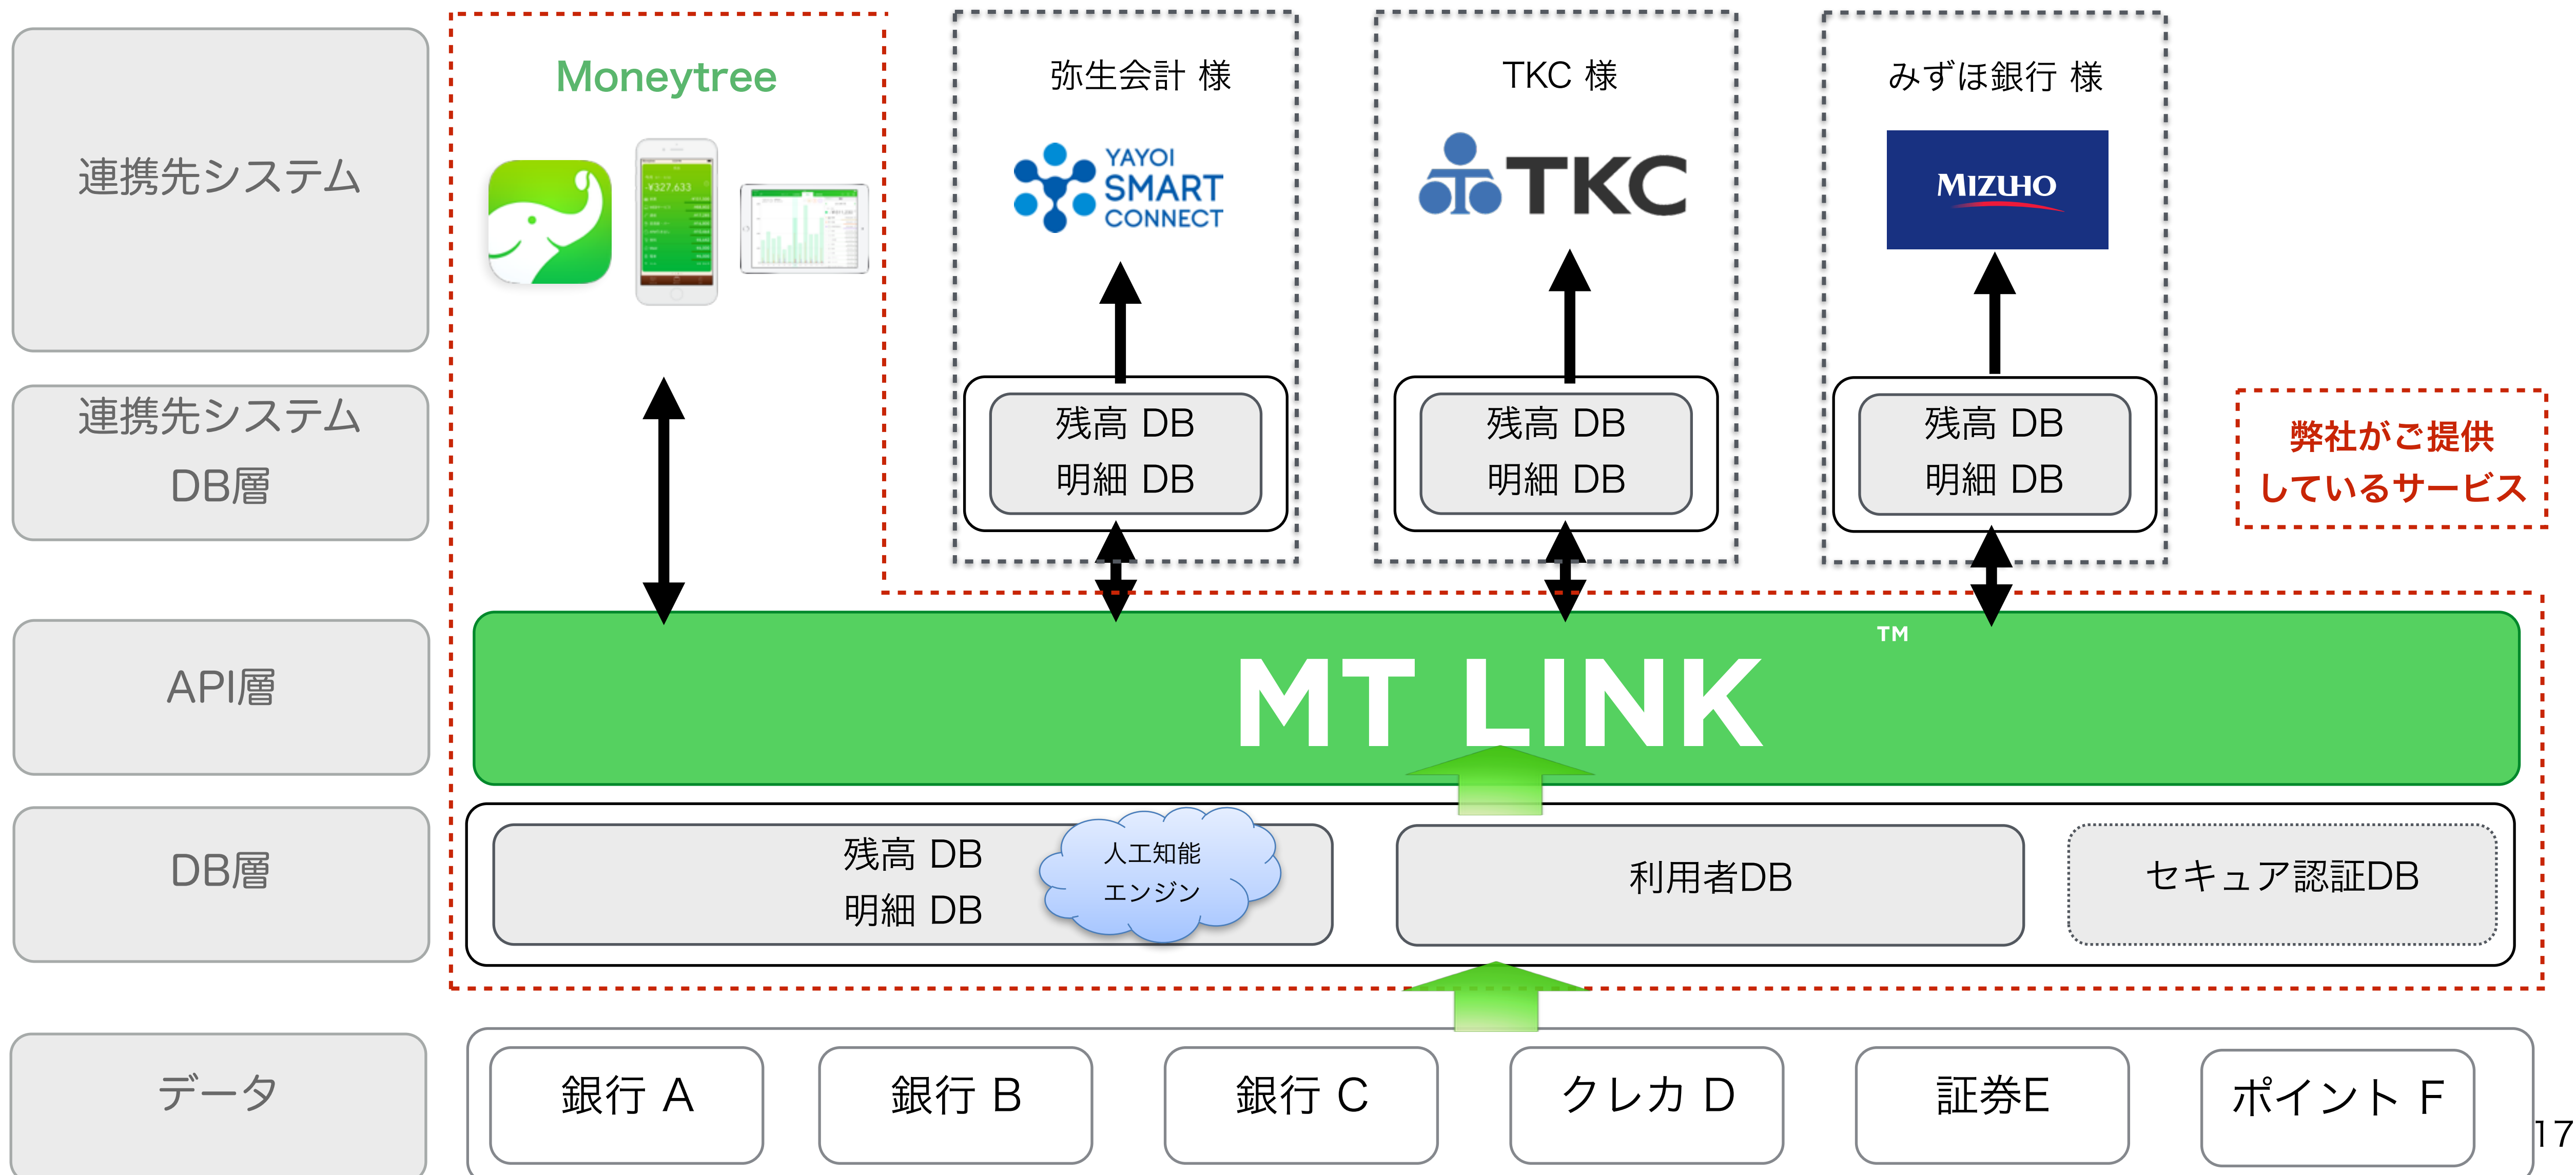 連携先システム
Moneytree
-¥327,633
弥生会計 様
YAYOI
SMART
CONNECT
TKC 様
TKC
みずほ銀行 様
MIZUHO
連携先システム
DB層
残高 DB
明細 DB
残高 DB
明細 DB
残高 DB
明細 DB
弊社がご提供
しているサービス
API層
MT LINK™
DB層
残高 DB
明細 DB
人工知能
エンジン
利用者DB
セキュア認証DB
データ
銀行 A
銀行 B
銀行 C
クレカ D
証券E
ポイント F
17